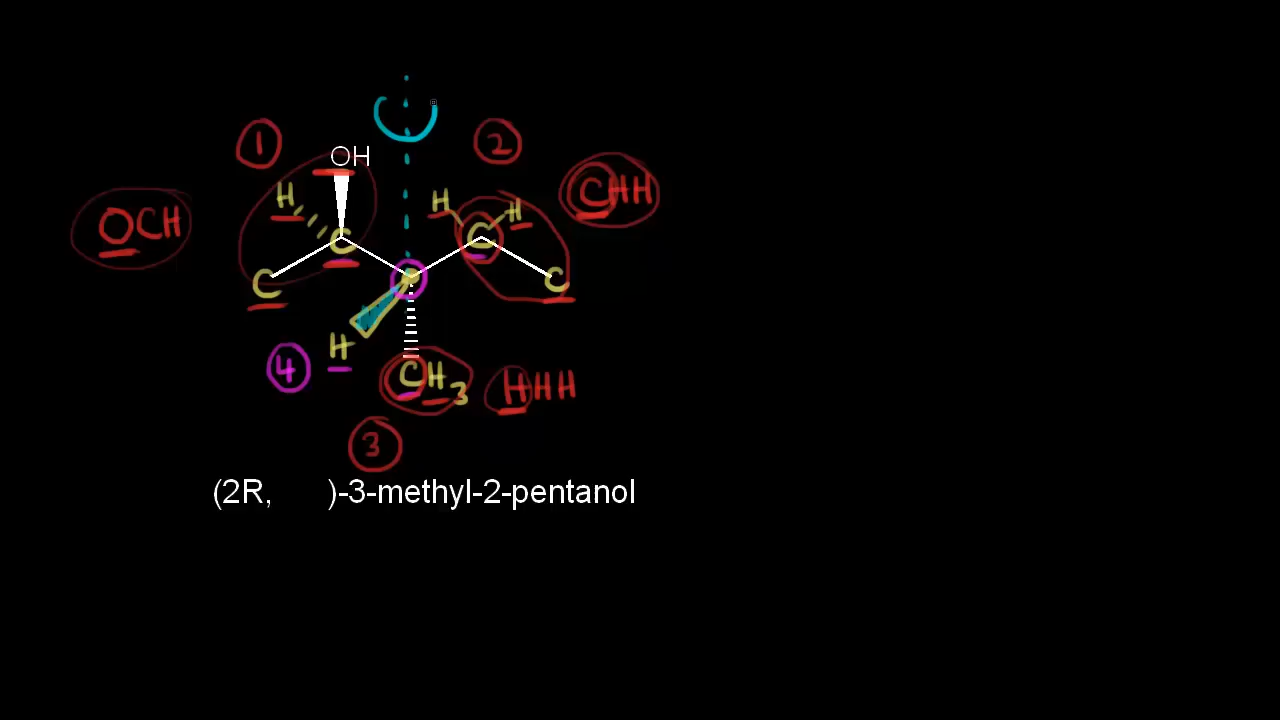 1
2
OH
H
CHH
H
H
OCH
C
C
C
C
H
4
CH3
HHH
3
(2R, )-3-methyl-2-pentanol